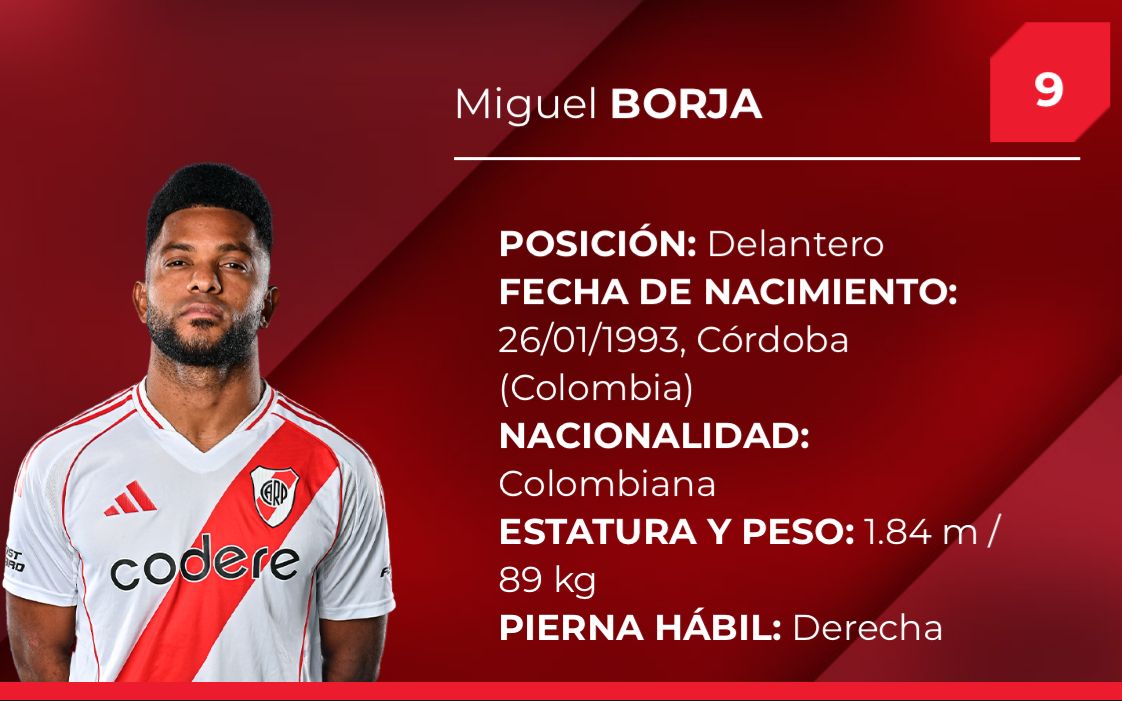 9
Miguel BORJA
POSICIÓN: Delantero
FECHA DE NACIMIENTO:
26/01/1993, Córdoba
(Colombia)
NACIONALIDAD:
Colombiana
ESTATURA Y PESO: 1.84 m /
89 kg
PIERNA HÁBIL: Derecha
CARP
codere